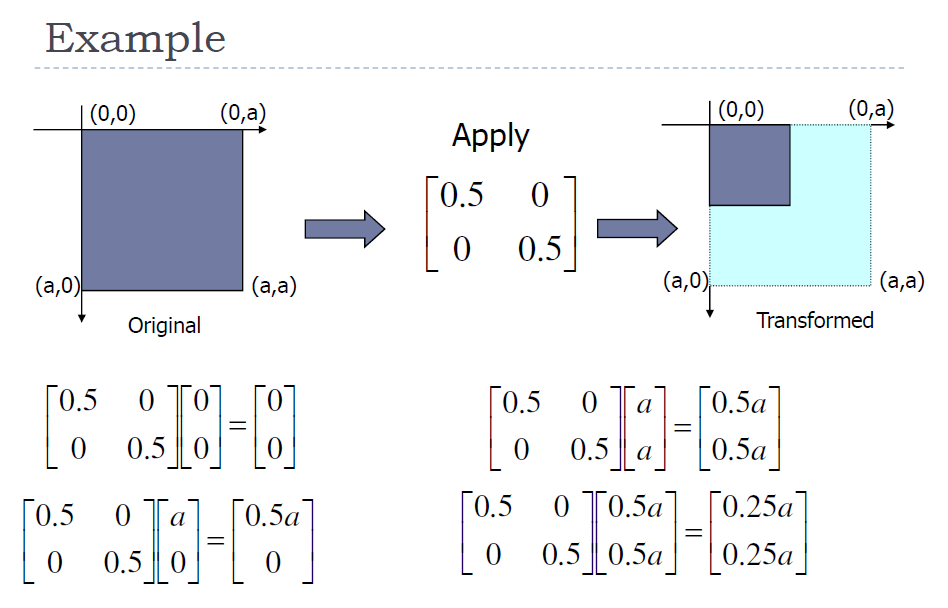 Example
(0,0) (0,a)
(a,0) (a,a)
Original
Apply
[0.5 0
0 0.5]
(0,0) (0,a)
(a,0) (a,a)
Transformed
[0.5 0
0 0.5] [0
0] = [0
0]
[0.5 0
0 0.5] [a
0] = [0.5a
0]
[0.5 0
0 0.5] [a
a] = [0.5a
0.5a]
[0.5 0
0 0.5] [0.5a
0.5a] = [0.25a
0.25a]